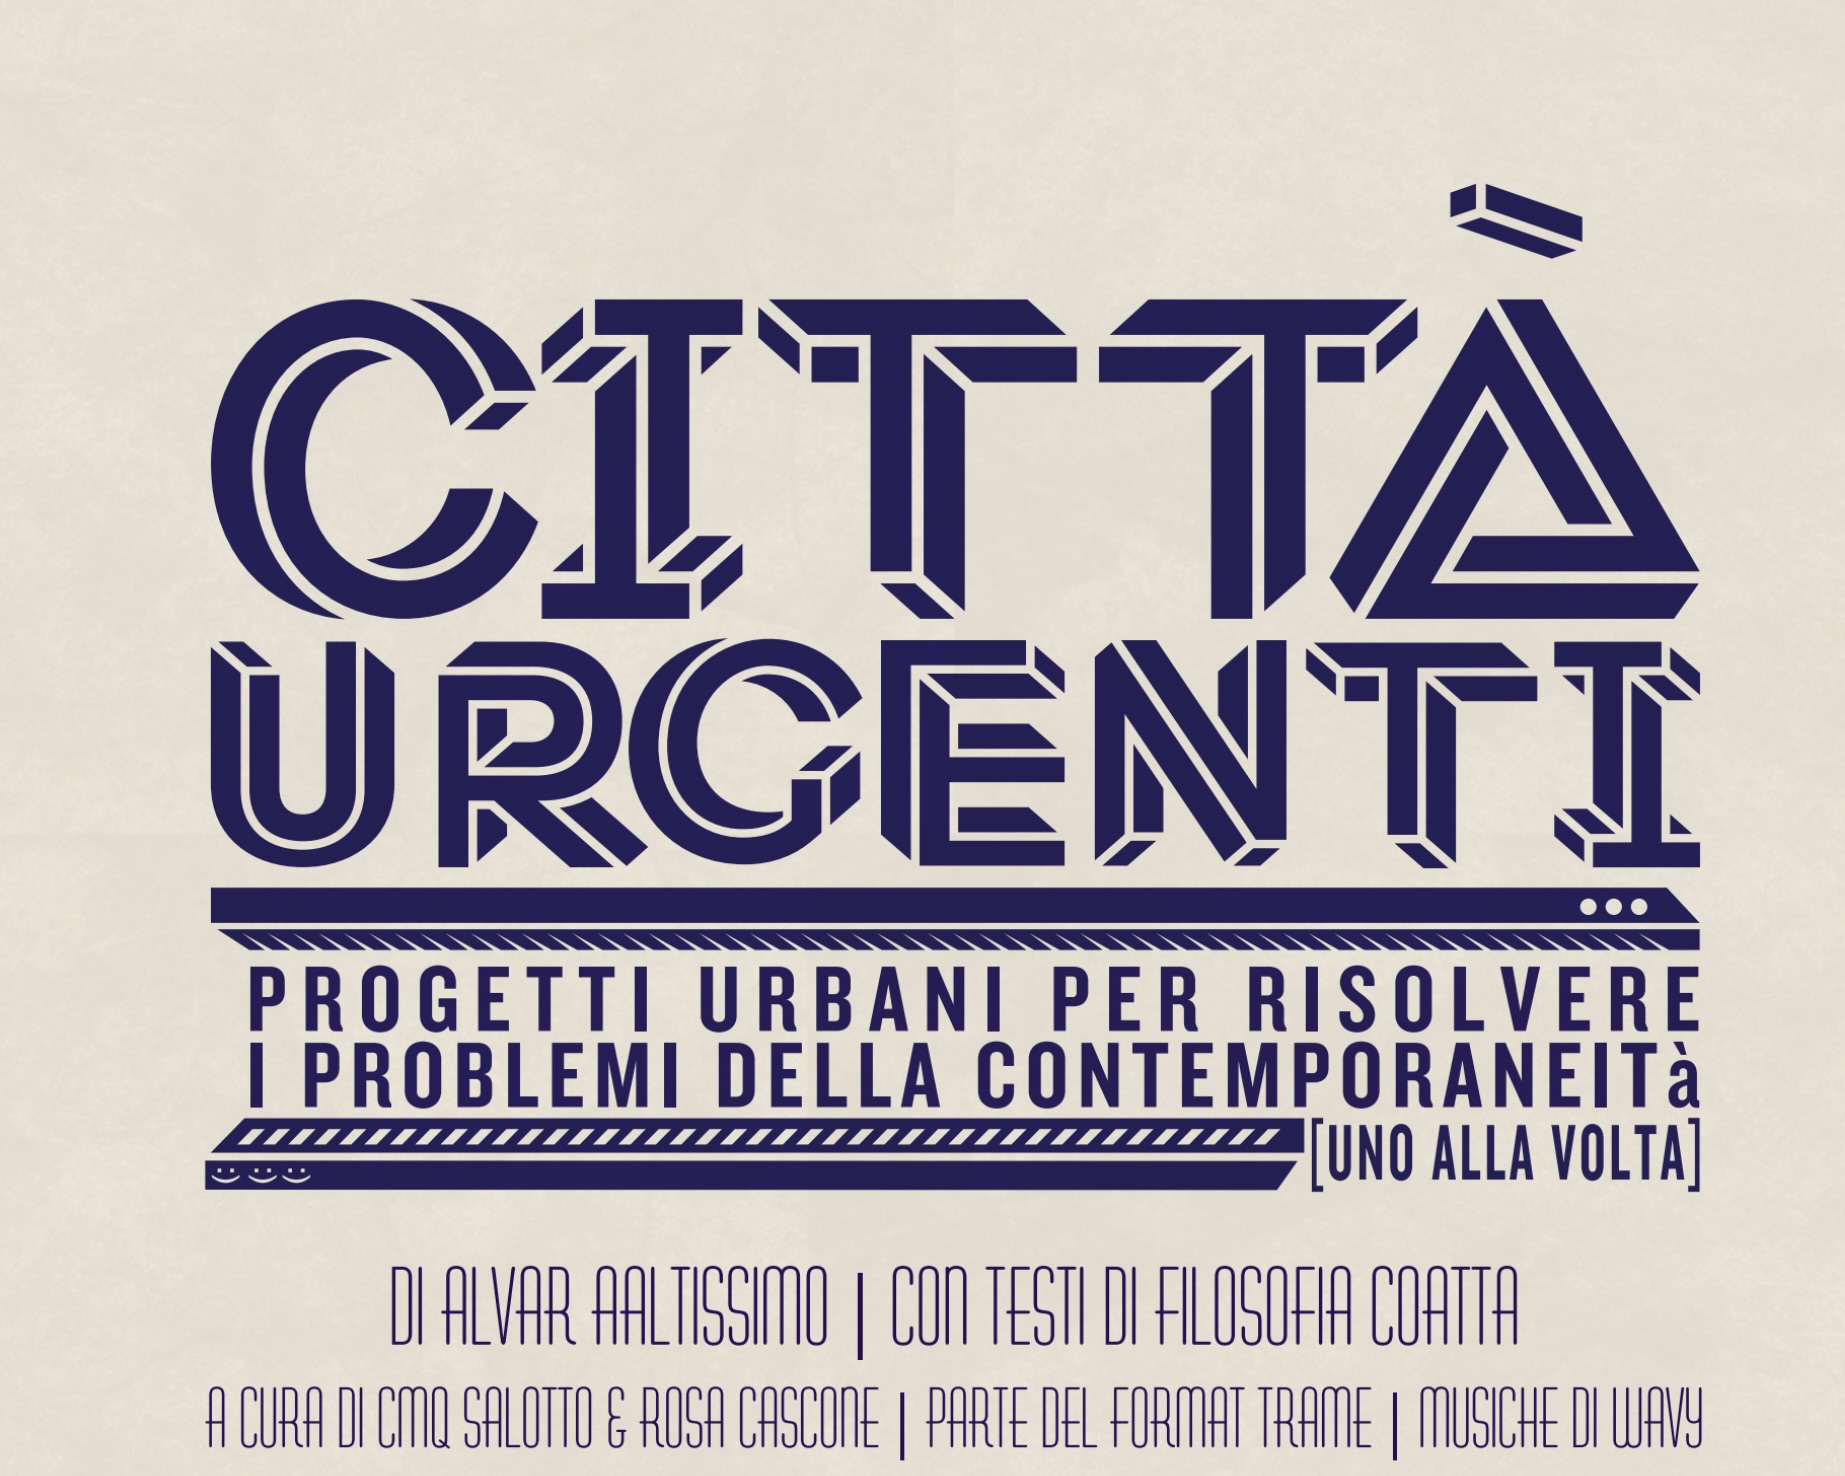 CITTÀ
URGENTI
PROGETTI URBANI PER RISOLVERE
I PROBLEMI DELLA CONTEMPORANEITà
[UNO ALLA VOLTA]
DI ALVAR AALTISSIMO | CON TESTI DI FILOSOFIA COATTA
A CURA DI CMQ SALOTTO & ROSA CASCONE | PARTE DEL FORMAT TRAME | MUSICHE DI WAVY